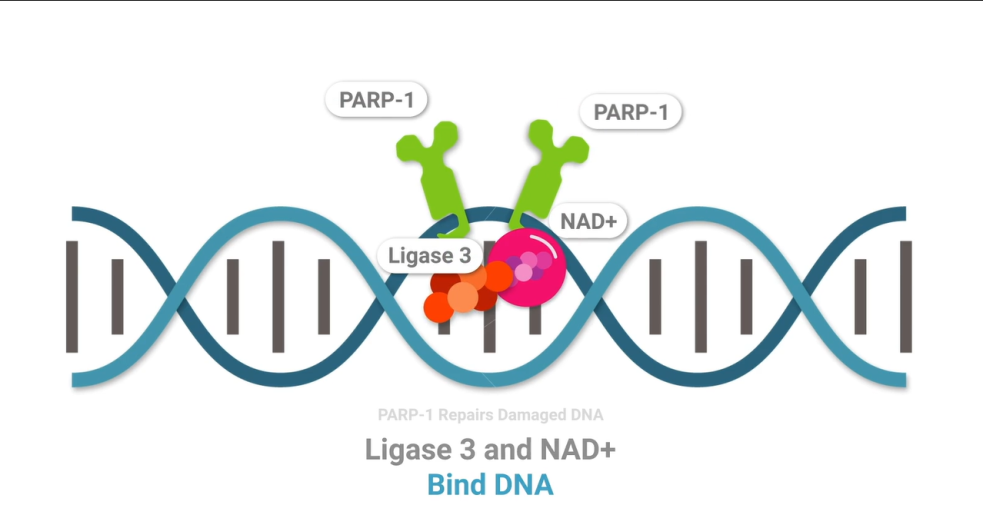 PARP-1
PARP-1
NAD+
Ligase 3
PARP-1 Repairs Damaged DNA
Ligase 3 and NAD+
Bind DNA